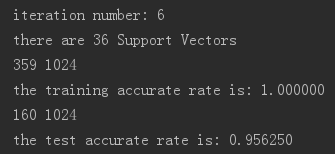 iteration number: 6
there are 36 Support Vectors
359 1024
the training accurate rate is: 1.000000
160 1024
the test accurate rate is: 0.956250